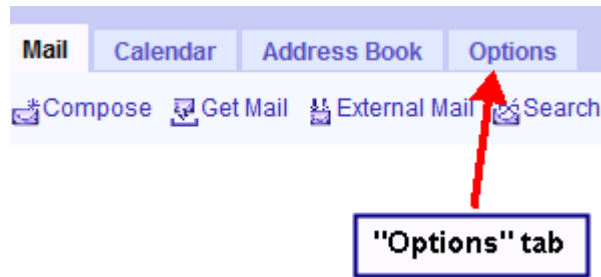 Mail Calendar Address Book Options
Compose Get Mail External Mail Search
"Options" tab